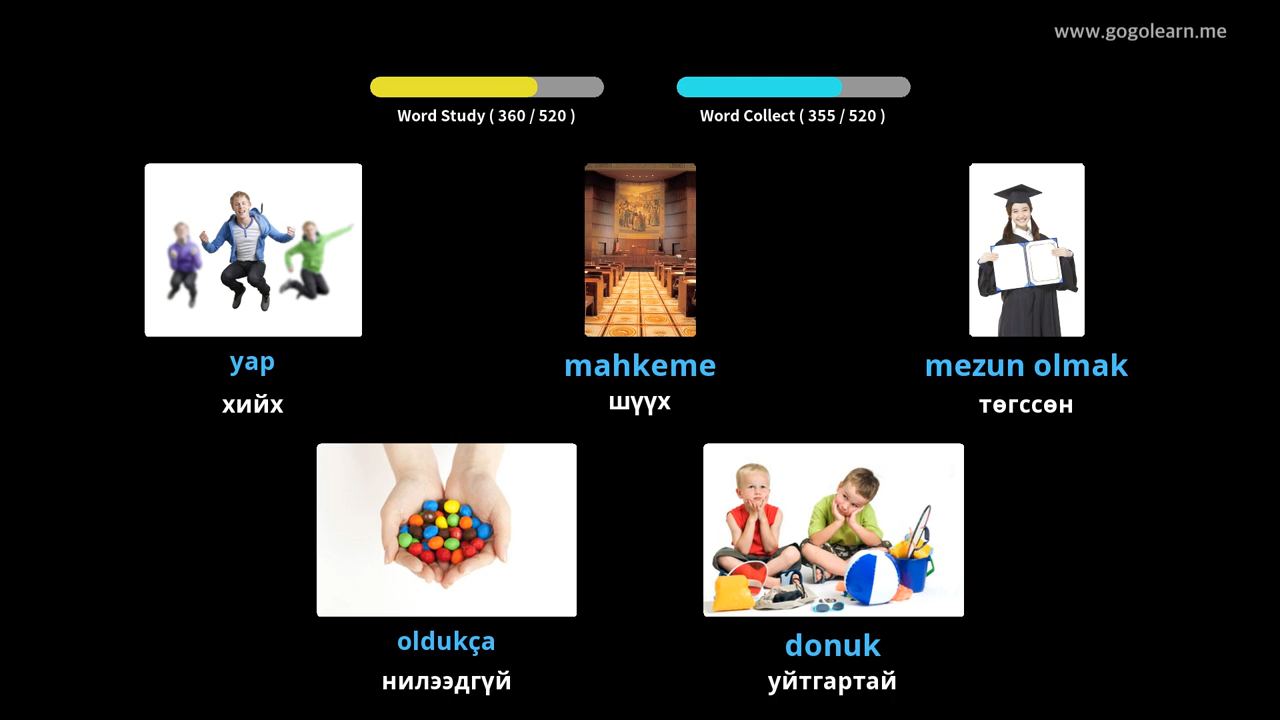 www.gogolearn.me
Word Study ( 360 / 520 )
Word Collect ( 355 / 520 )
yap
хийх
mahkeme
шүүх
mezun olmak
төгссөн
oldukça
нилээдгүй
donuk
уйтгартай